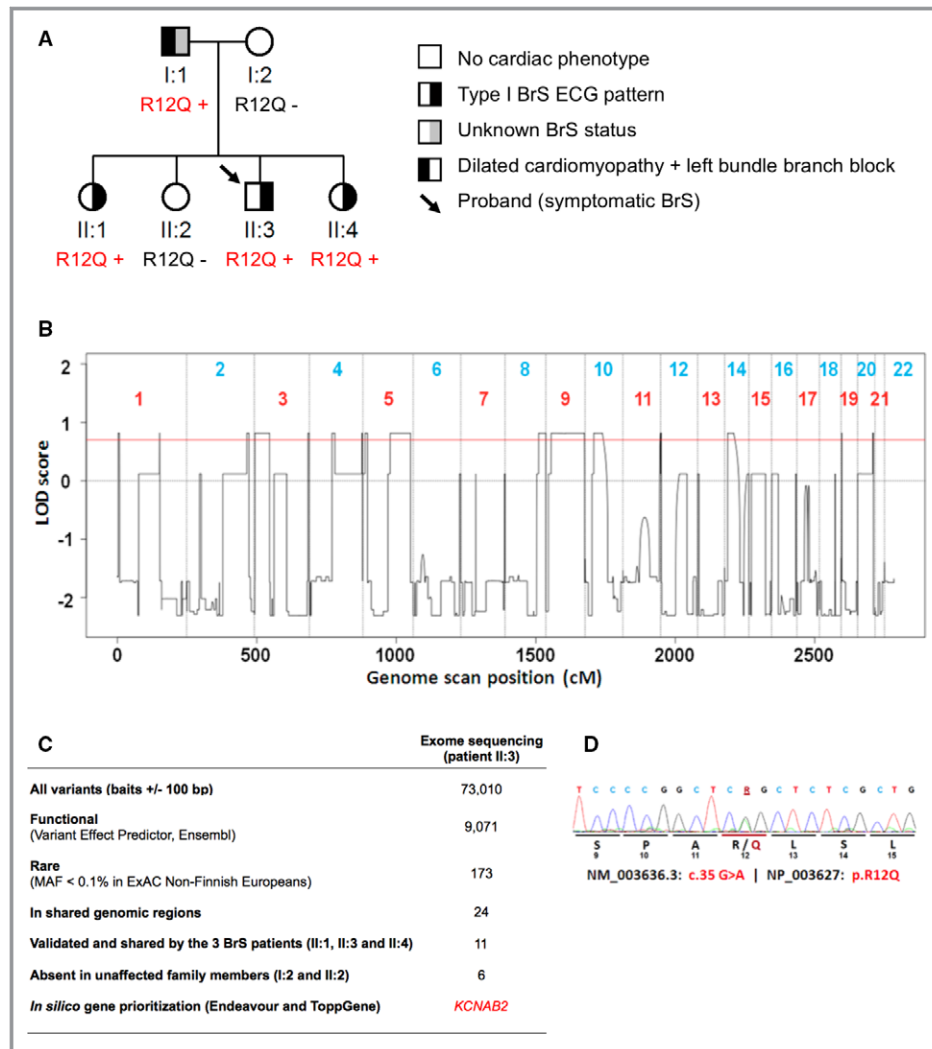 A
I:1
I:2
R12Q +
R12Q -
II:1
II:2
II:3
II:4
R12Q +
R12Q -
R12Q +
R12Q +
No cardiac phenotype
Type I BrS ECG pattern
Unknown BrS status
Dilated cardiomyopathy + left bundle branch block
Proband (symptomatic BrS)
B
2 4 6 8 10 12 14 16 18 20 22
1 3 5 7 9 11 13 15 17 19 21
LOD score
2
1
0
-1
-2
0 500 1000 1500 2000 2500
Genome scan position (cM)
C
Exome sequencing
(patient II:3)
All variants (baits +/- 100 bp) 73,010
Functional
(Variant Effect Predictor, Ensembl) 9,071
Rare
(MAF < 0.1% in ExAC Non-Finnish Europeans) 173
In shared genomic regions 24
Validated and shared by the 3 BrS patients (II:1, II:3 and II:4) 11
Absent in unaffected family members (I:2 and II:2) 6
In silico gene prioritization (Endeavour and ToppGene) KCNAB2
D
T C C C C G G C T C R G C T C T C G C T G
S P A R/Q L S L
9 10 11 12 13 14 15
NM_003636.3: c.35 G>A | NP_003627: p.R12Q